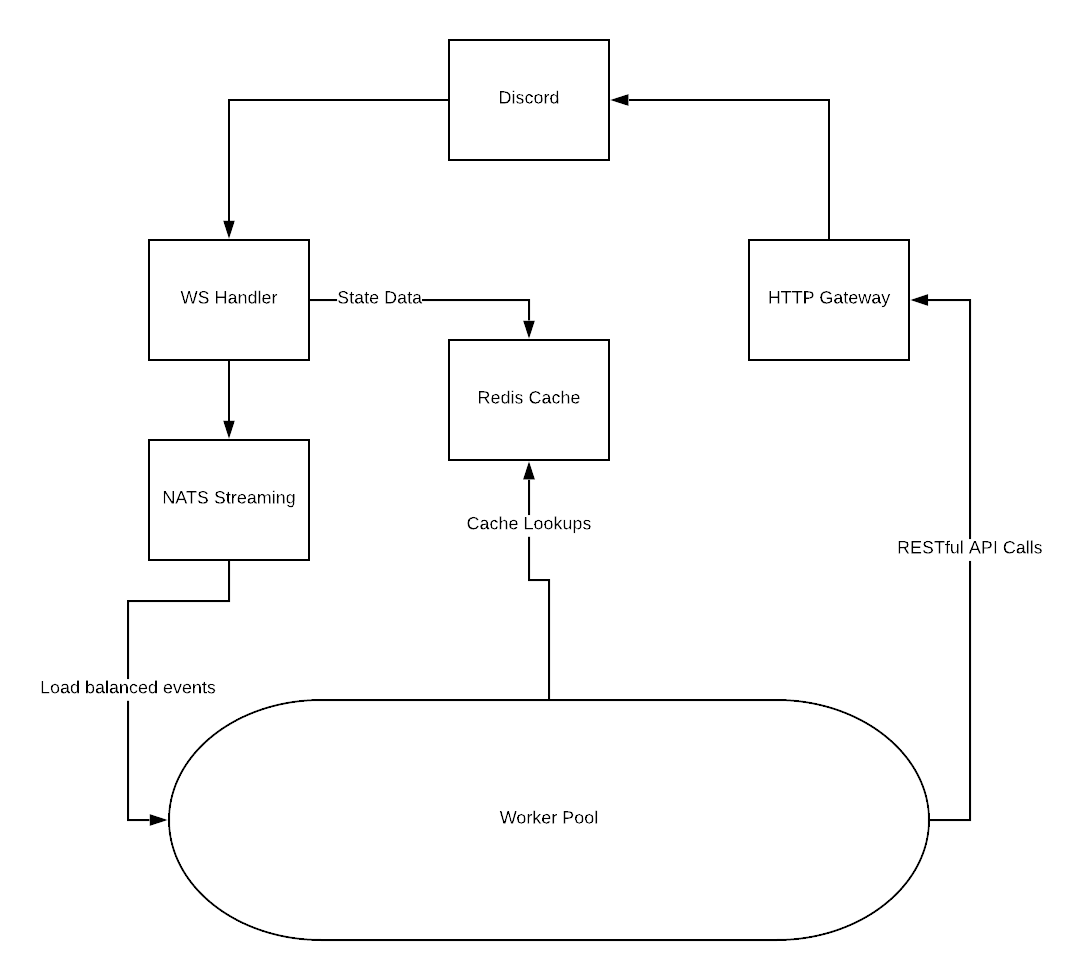 Discord
WS Handler
State Data
HTTP Gateway
Redis Cache
NATS Streaming
Cache Lookups
RESTful API Calls
Load balanced events
Worker Pool